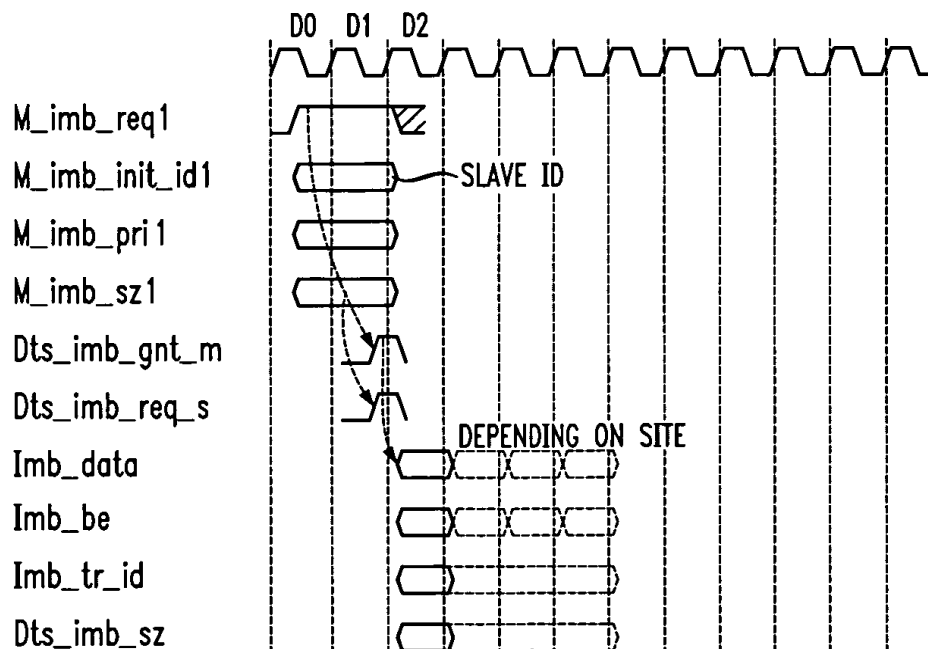 D0 D1 D2
M_imb_req1
M_imb_init_id1
SLAVE ID
M_imb_pri1
M_imb_sz1
Dts_imb_gnt_m
Dts_imb_req_s
DEPENDING ON SITE
Imb_data
Imb_be
Imb_tr_id
Dts_imb_sz